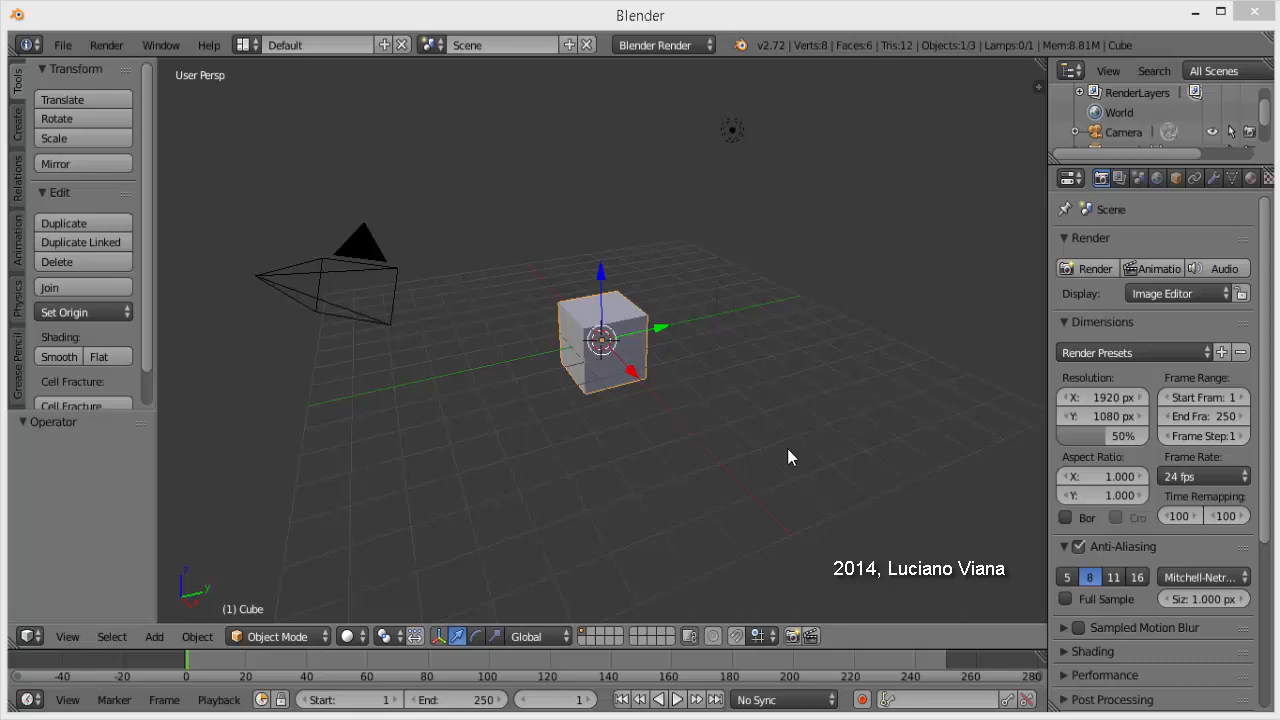 Blender
File Render Window Help Default Scene Blender Render v2.72 | Verts:8 | Faces:6 | Tris:12 | Objects:1/3 | Lamps:0/1 | Mem:8.81M | Cube
Transform
Tools
Translate
Rotate
Scale
Mirror
Create
Edit
Relations
Duplicate
Duplicate Linked
Delete
Animation
Join
Set Origin
Physics
Shading:
Smooth Flat
Grease Pencil
Cell Fracture:
Cell Fracture
Operator
User Persp
2014, Luciano Viana
(1) Cube
z
y
View Search All Scenes
RenderLayers |
World
Camera
Scene
Render
Render Animatio Audio
Display: Image Editor
Dimensions
Render Presets
Resolution: Frame Range:
X: 1920 px Start Fram: 1
Y: 1080 px End Fra: 250
50% Frame Step:1
Aspect Ratio: Frame Rate:
X: 1.000 24 fps
Y: 1.000 Time Remapping:
Bor Cro 100 100
Anti-Aliasing
5 8 11 16 Mitchell-Netr...
Full Sample Siz: 1.000 px
Sampled Motion Blur
Shading
Performance
Post Processing
View Select Add Object Object Mode Global
-40 -20 0 20 40 60 80 100 120 140 160 180 200 220 240 260 280
View Marker Frame Playback Start: 1 End: 250 1 No Sync